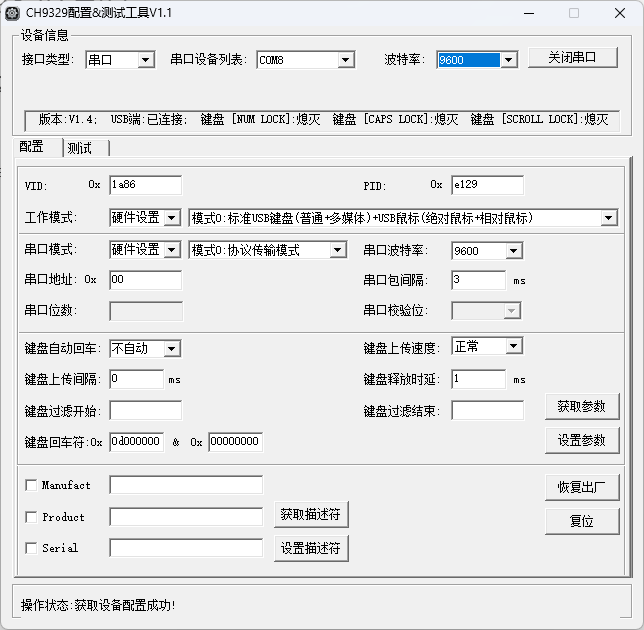 CH9329配置&测试工具V1.1
设备信息
接口类型: 串口 串口设备列表: COM8 波特率: 9600 关闭串口
版本:V1.4; USB端:已连接; 键盘 [NUM LOCK]:熄灭 键盘 [CAPS LOCK]:熄灭 键盘 [SCROLL LOCK]:熄灭
配置 测试
VID: 0x 1a86 PID: 0x e129
工作模式: 硬件设置 模式0:标准USB键盘(普通+多媒体)+USB鼠标(绝对鼠标+相对鼠标)
串口模式: 硬件设置 模式0:协议传输模式 串口波特率: 9600
串口地址: 0x 00 串口包间隔: 3 ms
串口位数: 串口校验位:
键盘自动回车: 不自动 键盘上传速度: 正常
键盘上传间隔: 0 ms 键盘释放时延: 1 ms
键盘过滤开始: 键盘过滤结束: 获取参数
键盘回车符:0x 0d000000 & 0x 00000000 设置参数
Manufact 恢复出厂
Product 获取描述符 复位
Serial 设置描述符
操作状态:获取设备配置成功!